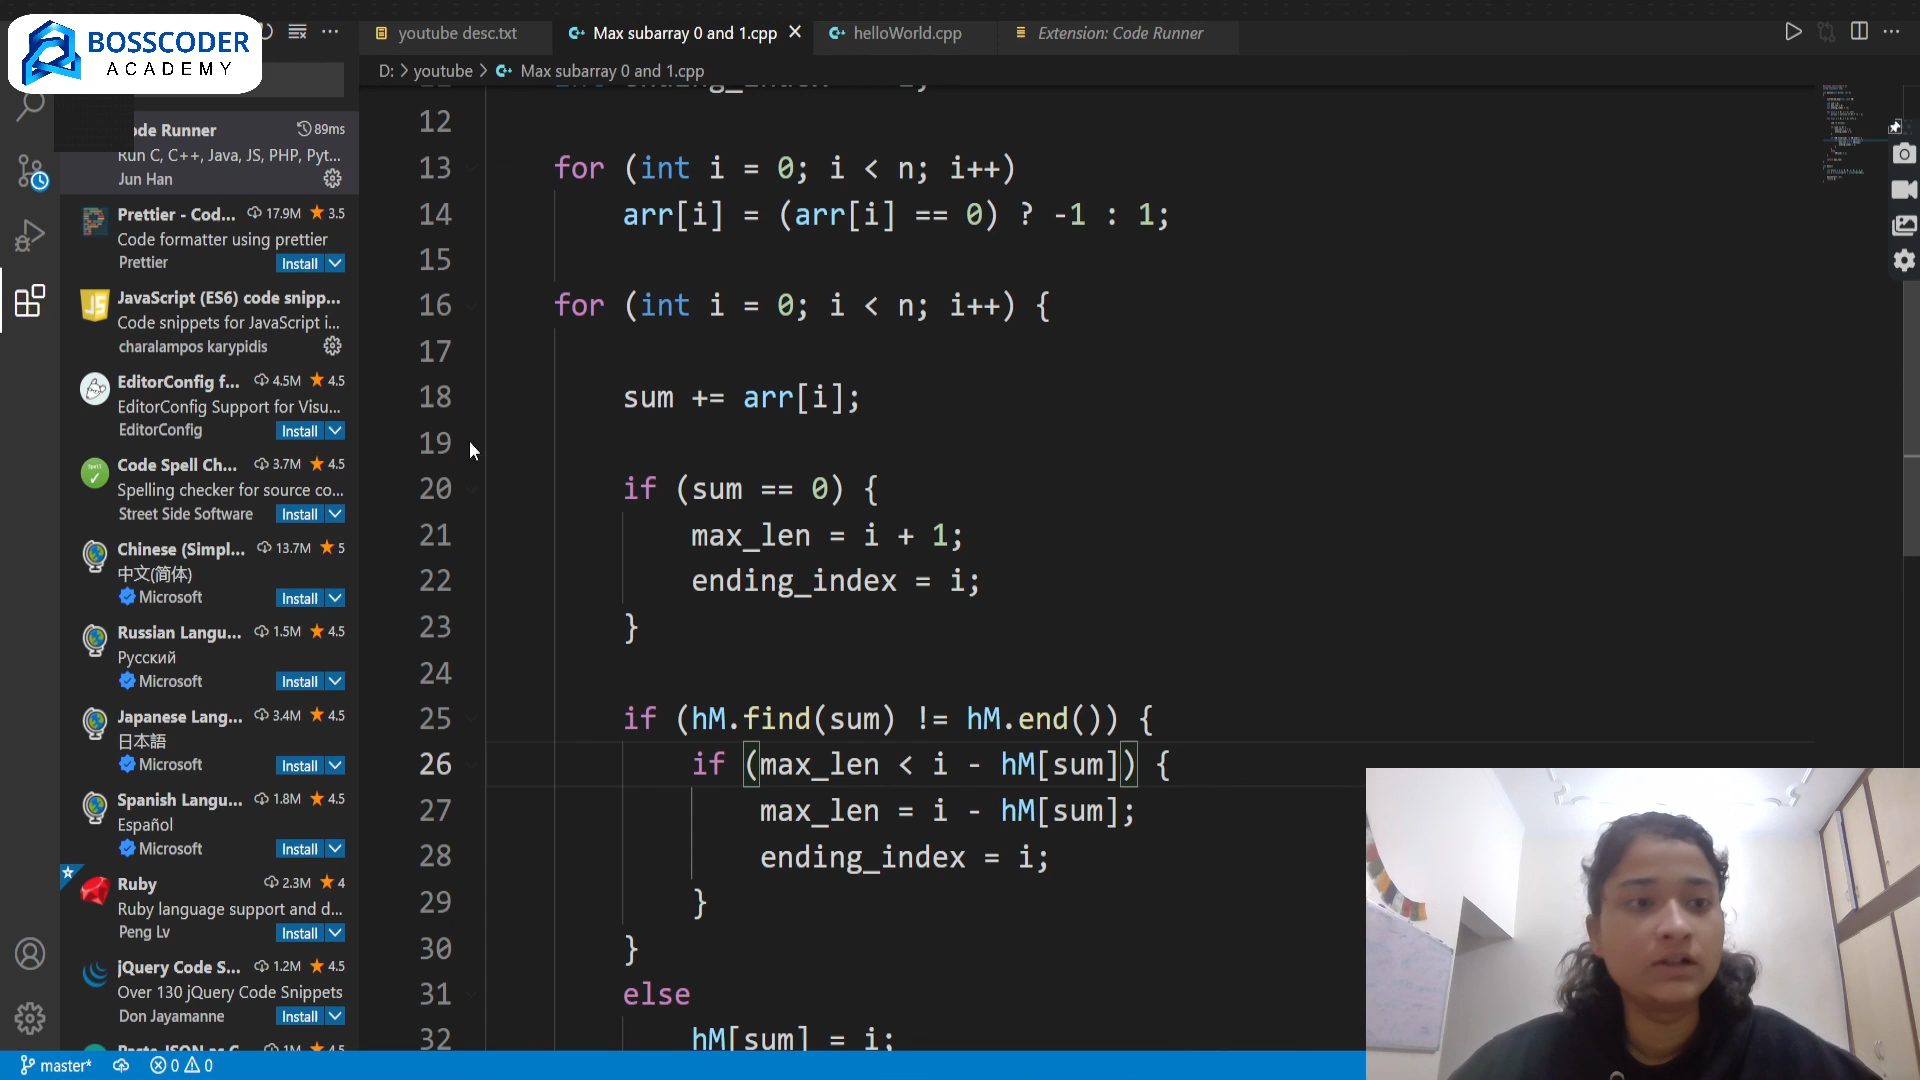 BOSSCODER
ACADEMY
youtube desc.txt
Max subarray 0 and 1.cpp
helloWorld.cpp
Extension: Code Runner
D: > youtube > Max subarray 0 and 1.cpp
ode Runner 89ms
Run C, C++, Java, JS, PHP, Pyt...
Jun Han
Prettier - Cod... 17.9M 3.5
Code formatter using prettier
Prettier Install
JavaScript (ES6) code snipp...
Code snippets for JavaScript i...
charalampos karypidis
EditorConfig f... 4.5M 4.5
EditorConfig Support for Visu...
EditorConfig Install
Code Spell Ch... 3.7M 4.5
Spelling checker for source co...
Street Side Software Install
Chinese (Simpl... 13.7M 5
中文(简体)
Microsoft Install
Russian Langu... 1.5M 4.5
Русский
Microsoft Install
Japanese Lang... 3.4M 4.5
日本語
Microsoft Install
Spanish Langu... 1.8M 4.5
Español
Microsoft Install
Ruby 2.3M 4
Ruby language support and d...
Peng Lv Install
jQuery Code S... 1.2M 4.5
Over 130 jQuery Code Snippets
Don Jayamanne Install
12
13 for (int i = 0; i < n; i++)
14 arr[i] = (arr[i] == 0) ? -1 : 1;
15
16 for (int i = 0; i < n; i++) {
17
18 sum += arr[i];
19
20 if (sum == 0) {
21 max_len = i + 1;
22 ending_index = i;
23 }
24
25 if (hM.find(sum) != hM.end()) {
26 if (max_len < i - hM[sum]) {
27 max_len = i - hM[sum];
28 ending_index = i;
29 }
30 }
31 else
32 hM[sum] = i;
master* 0 0